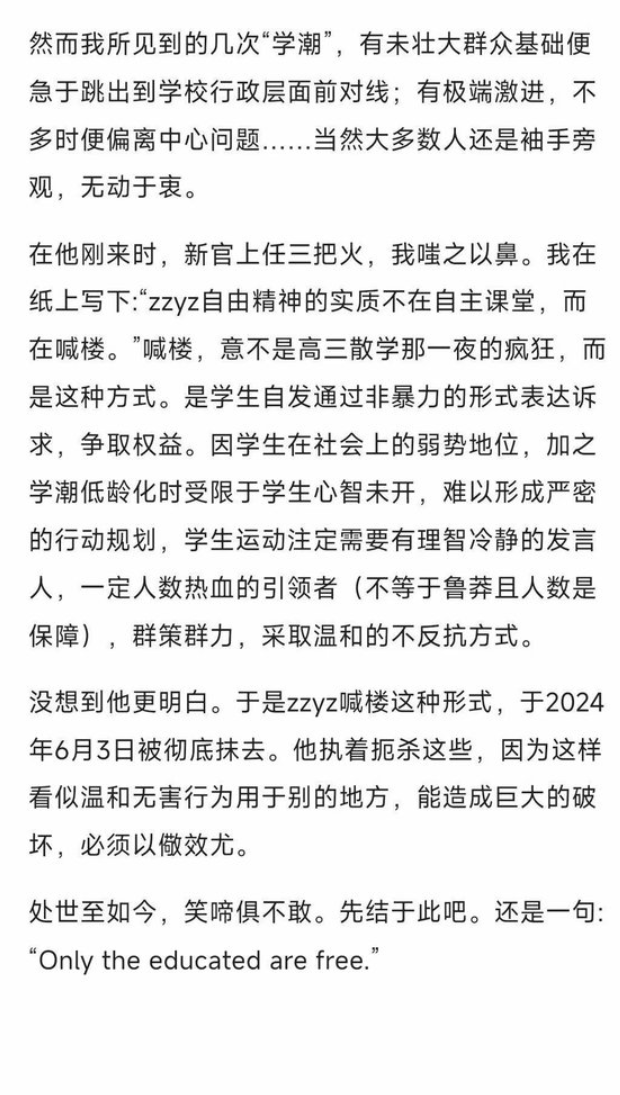 然而我所见到的几次“学潮”，有未壮大群众基础便
急于跳出到学校行政层面前对线；有极端激进，不
多时便偏离中心问题……当然大多数人还是袖手旁
观，无动于衷。
在他刚来时，新官上任三把火，我嗤之以鼻。我在
纸上写下:“zzyz自由精神的实质不在自主课堂，而
在喊楼。”喊楼，意不是高三散学那一夜的疯狂，而
是这种方式。是学生自发通过非暴力的形式表达诉
求，争取权益。因学生在社会上的弱势地位，加之
学潮低龄化时受限于学生心智未开，难以形成严密
的行动规划，学生运动注定需要有理智冷静的发言
人，一定人数热血的引领者（不等于鲁莽且人数是
保障），群策群力，采取温和的不反抗方式。
没想到他更明白。于是zzyz喊楼这种形式，于2024
年6月3日被彻底抹去。他执着扼杀这些，因为这样
看似温和无害行为用于别的地方，能造成巨大的破
坏，必须以儆效尤。
处世至如今，笑啼俱不敢。先结于此吧。还是一句:
“Only the educated are free.”